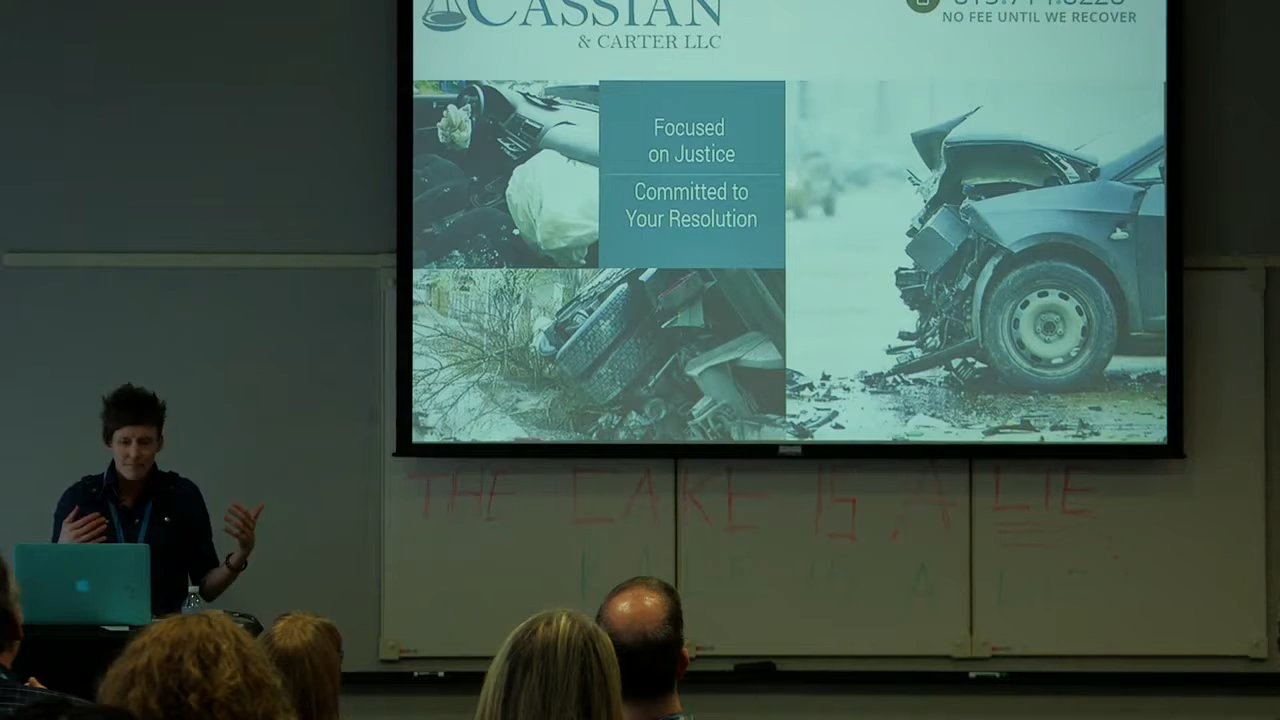 CASSIAN
& CARTER LLC
NO FEE UNTIL WE RECOVER
Focused
on Justice
Committed to
Your Resolution
THE CAKE IS A LIE